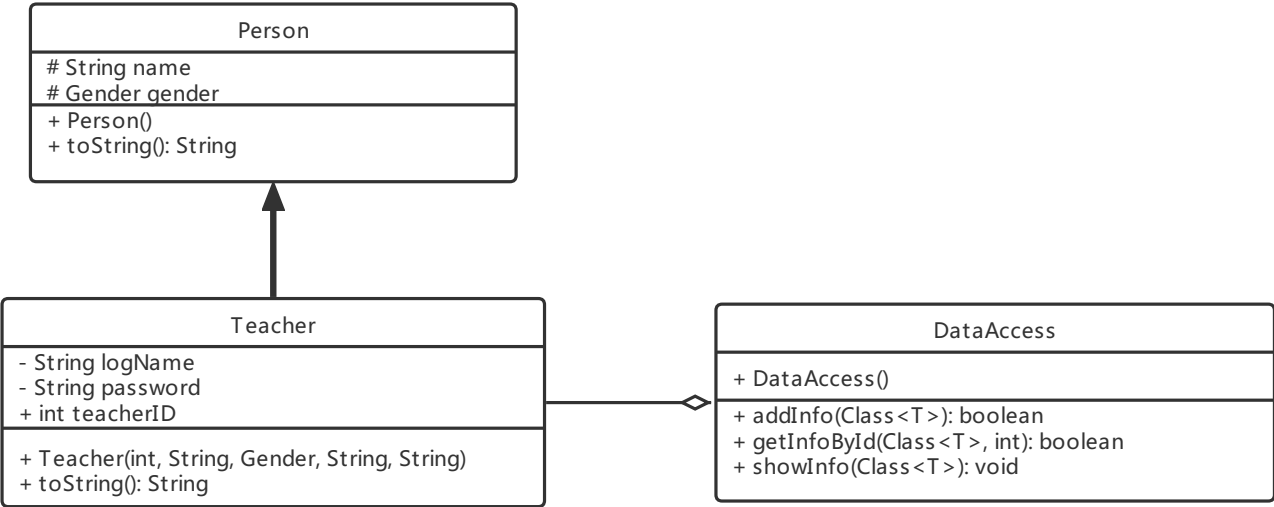 Person
# String name
# Gender gender
+ Person()
+ toString(): String
Teacher
- String logName
- String password
+ int teacherID
+ Teacher(int, String, Gender, String, String)
+ toString(): String
DataAccess
+ DataAccess()
+ addInfo(Class<T>): boolean
+ getInfoById(Class<T>, int): boolean
+ showInfo(Class<T>): void